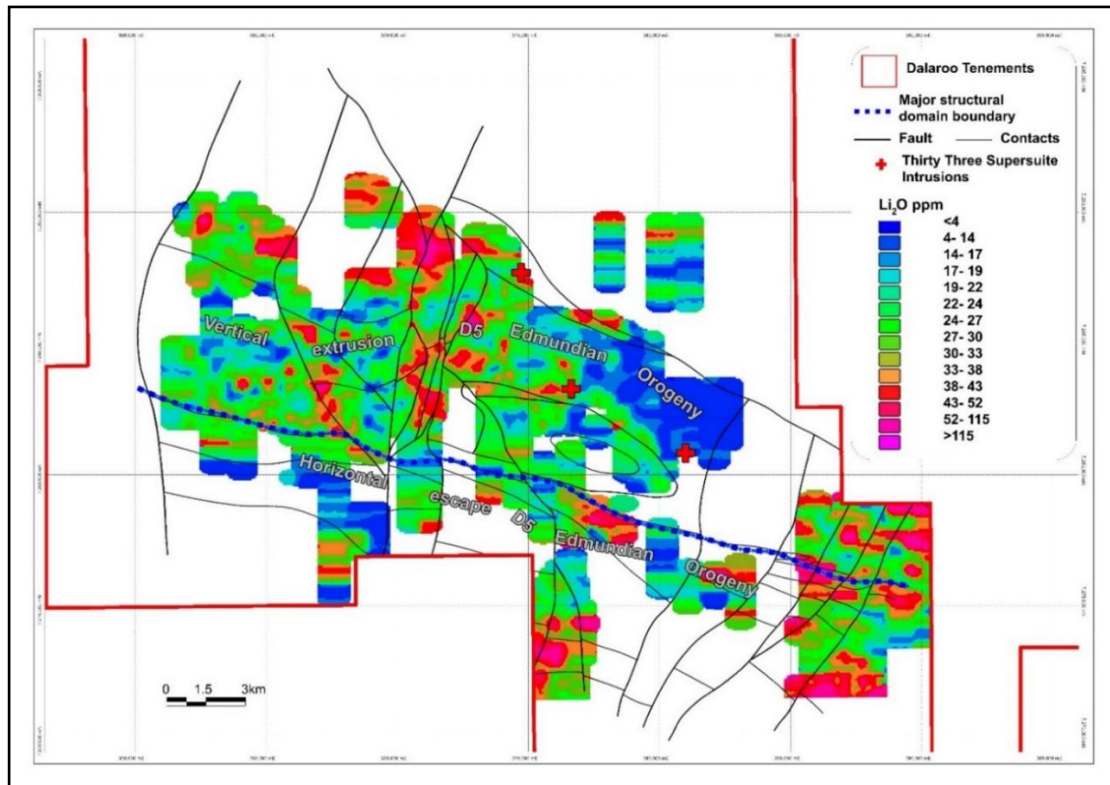 Dalaroo Tenements
Major structural
domain boundary
Fault
Contacts
Thirty Three Supersuite
Intrusions
Li₂O ppm
<4
4- 14
14- 17
17- 19
19- 22
22- 24
24- 27
27- 30
30- 33
33- 38
38- 43
43- 52
52- 115
>115
Vertical extrusion D5 Edmundian Orogeny
Horizontal escape D5 Edmundian Orogeny
0 1.5 3km